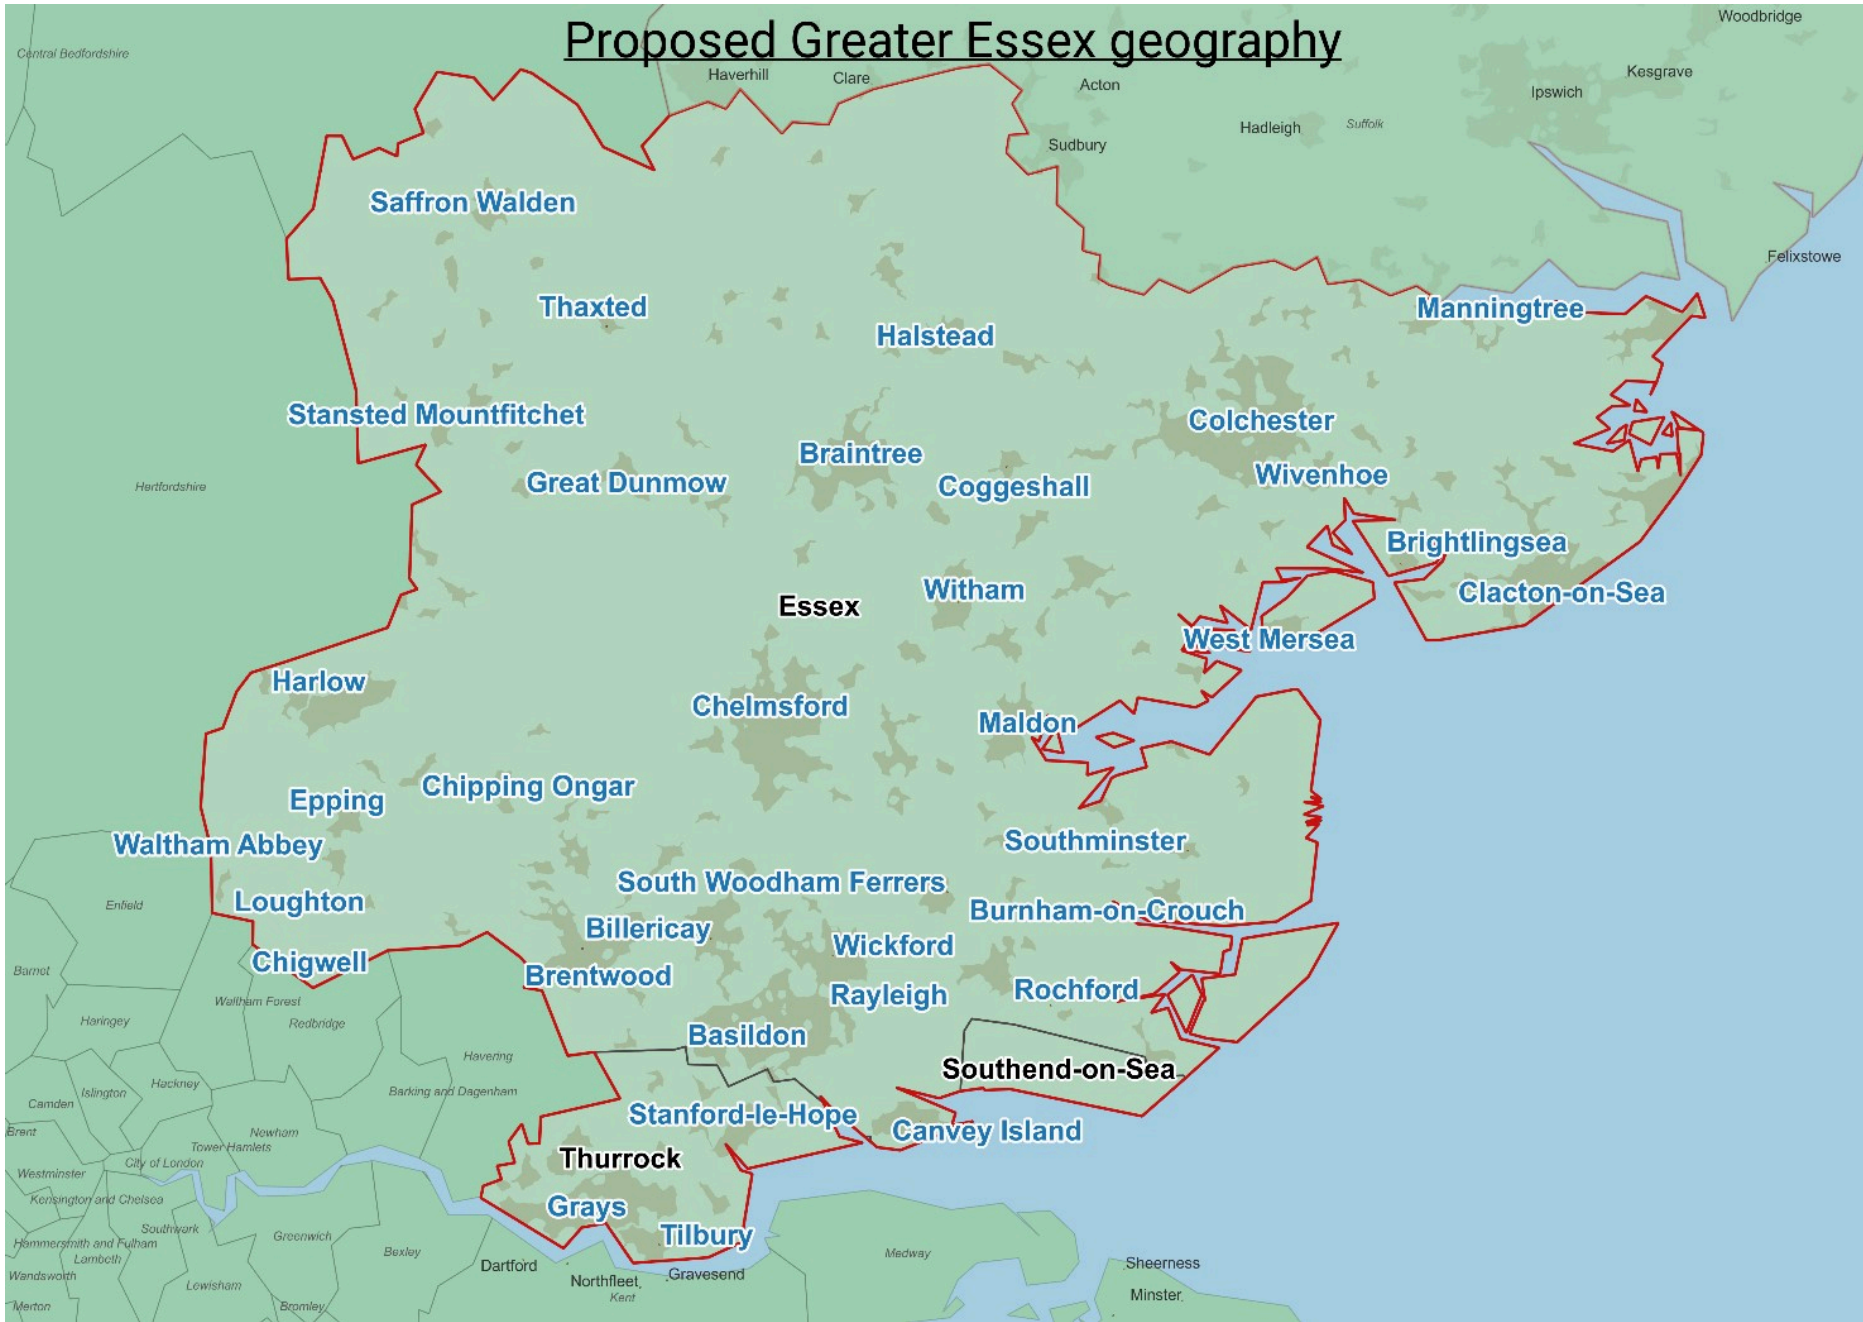 Proposed Greater Essex geography
Woodbridge
Central Bedfordshire
Haverhill
Clare
Acton
Kesgrave
Ipswich
Hadleigh
Suffolk
Sudbury
Saffron Walden
Felixstowe
Thaxted
Manningtree
Halstead
Stansted Mountfitchet
Colchester
Braintree
Wivenhoe
Hertfordshire
Great Dunmow
Coggeshall
Brightlingsea
Witham
Clacton-on-Sea
Essex
West Mersea
Harlow
Chelmsford
Maldon
Chipping Ongar
Epping
Waltham Abbey
Southminster
South Woodham Ferrers
Loughton
Enfield
Burnham-on-Crouch
Billericay
Wickford
Chigwell
Barnet
Brentwood
Rayleigh
Rochford
Waltham Forest
Haringey
Redbridge
Basildon
Havering
Southend-on-Sea
Hackney
Islington
Barking and Dagenham
Camden
Stanford-le-Hope
Canvey Island
Brent
Newham
Tower Hamlets
Thurrock
City of London
Westminster
Kensington and Chelsea
Grays
Southwark
Greenwich
Tilbury
Hammersmith and Fulham
Lambeth
Bexley
Medway
Dartford
Sheerness
Wandsworth
Gravesend
Northfleet
Lewisham
Kent
Minster
Merton
Bromley